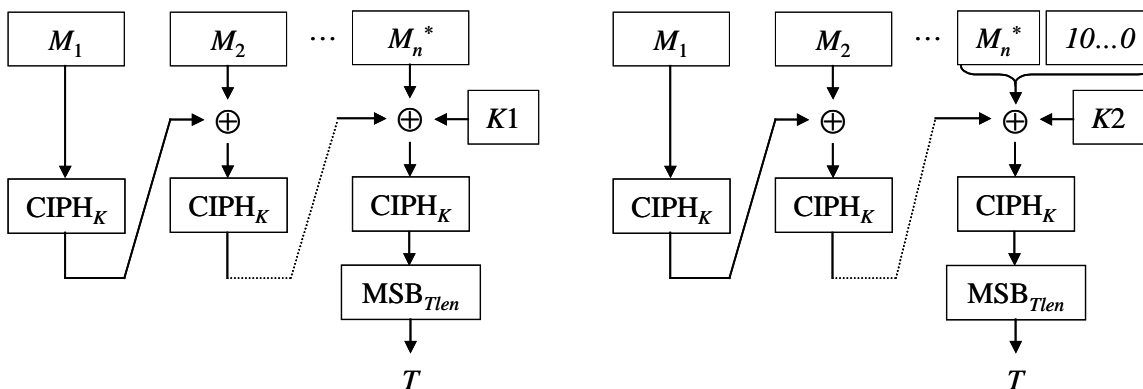 M1 M2 ... Mn* M1 M2 ... Mn* 10...0
K1 K2
CIPHK CIPHK CIPHK CIPHK CIPHK CIPHK
MSBTlen MSBTlen
T T